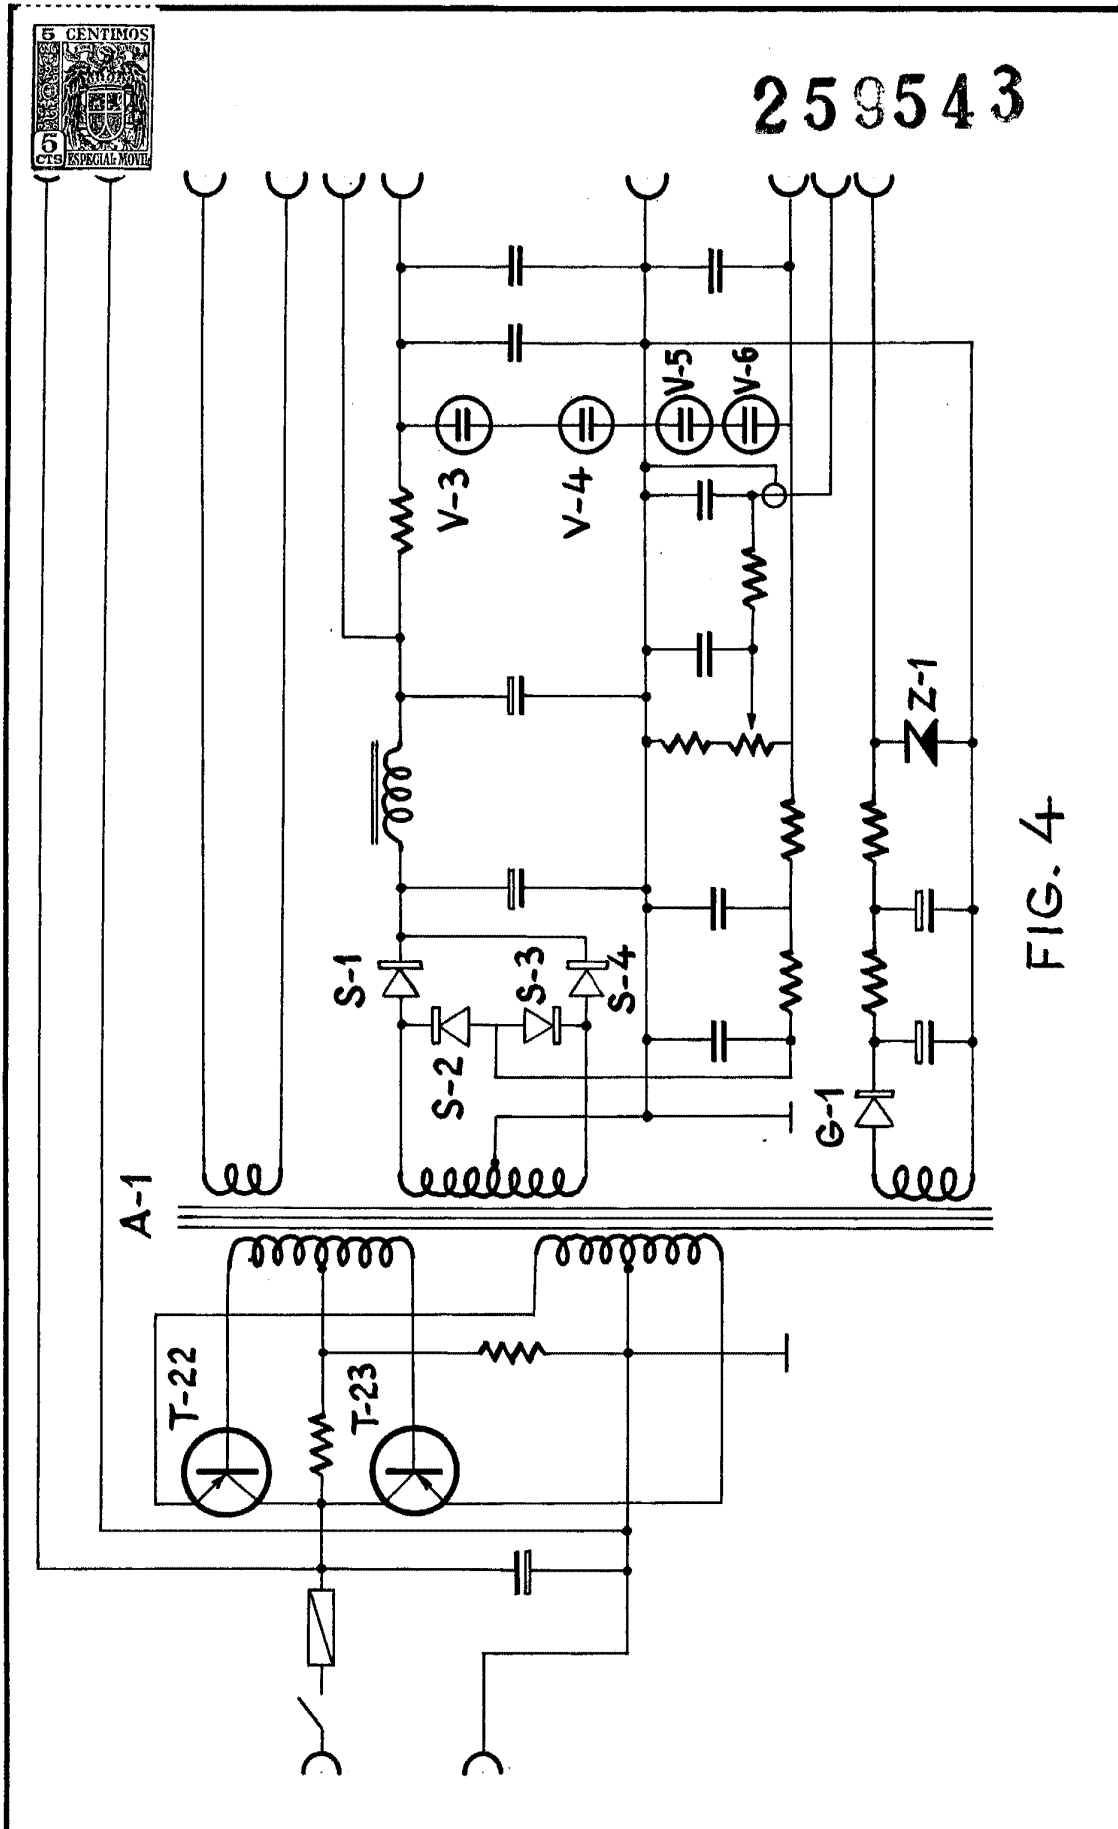 5 CENTIMOS
5
CTS
ESPECIAL MOVIL
259543
V-3
V-4
V-5
V-6
Z-1
S-1
S-2
S-3
S-4
G-1
A-1
T-22
T-23
FIG. 4